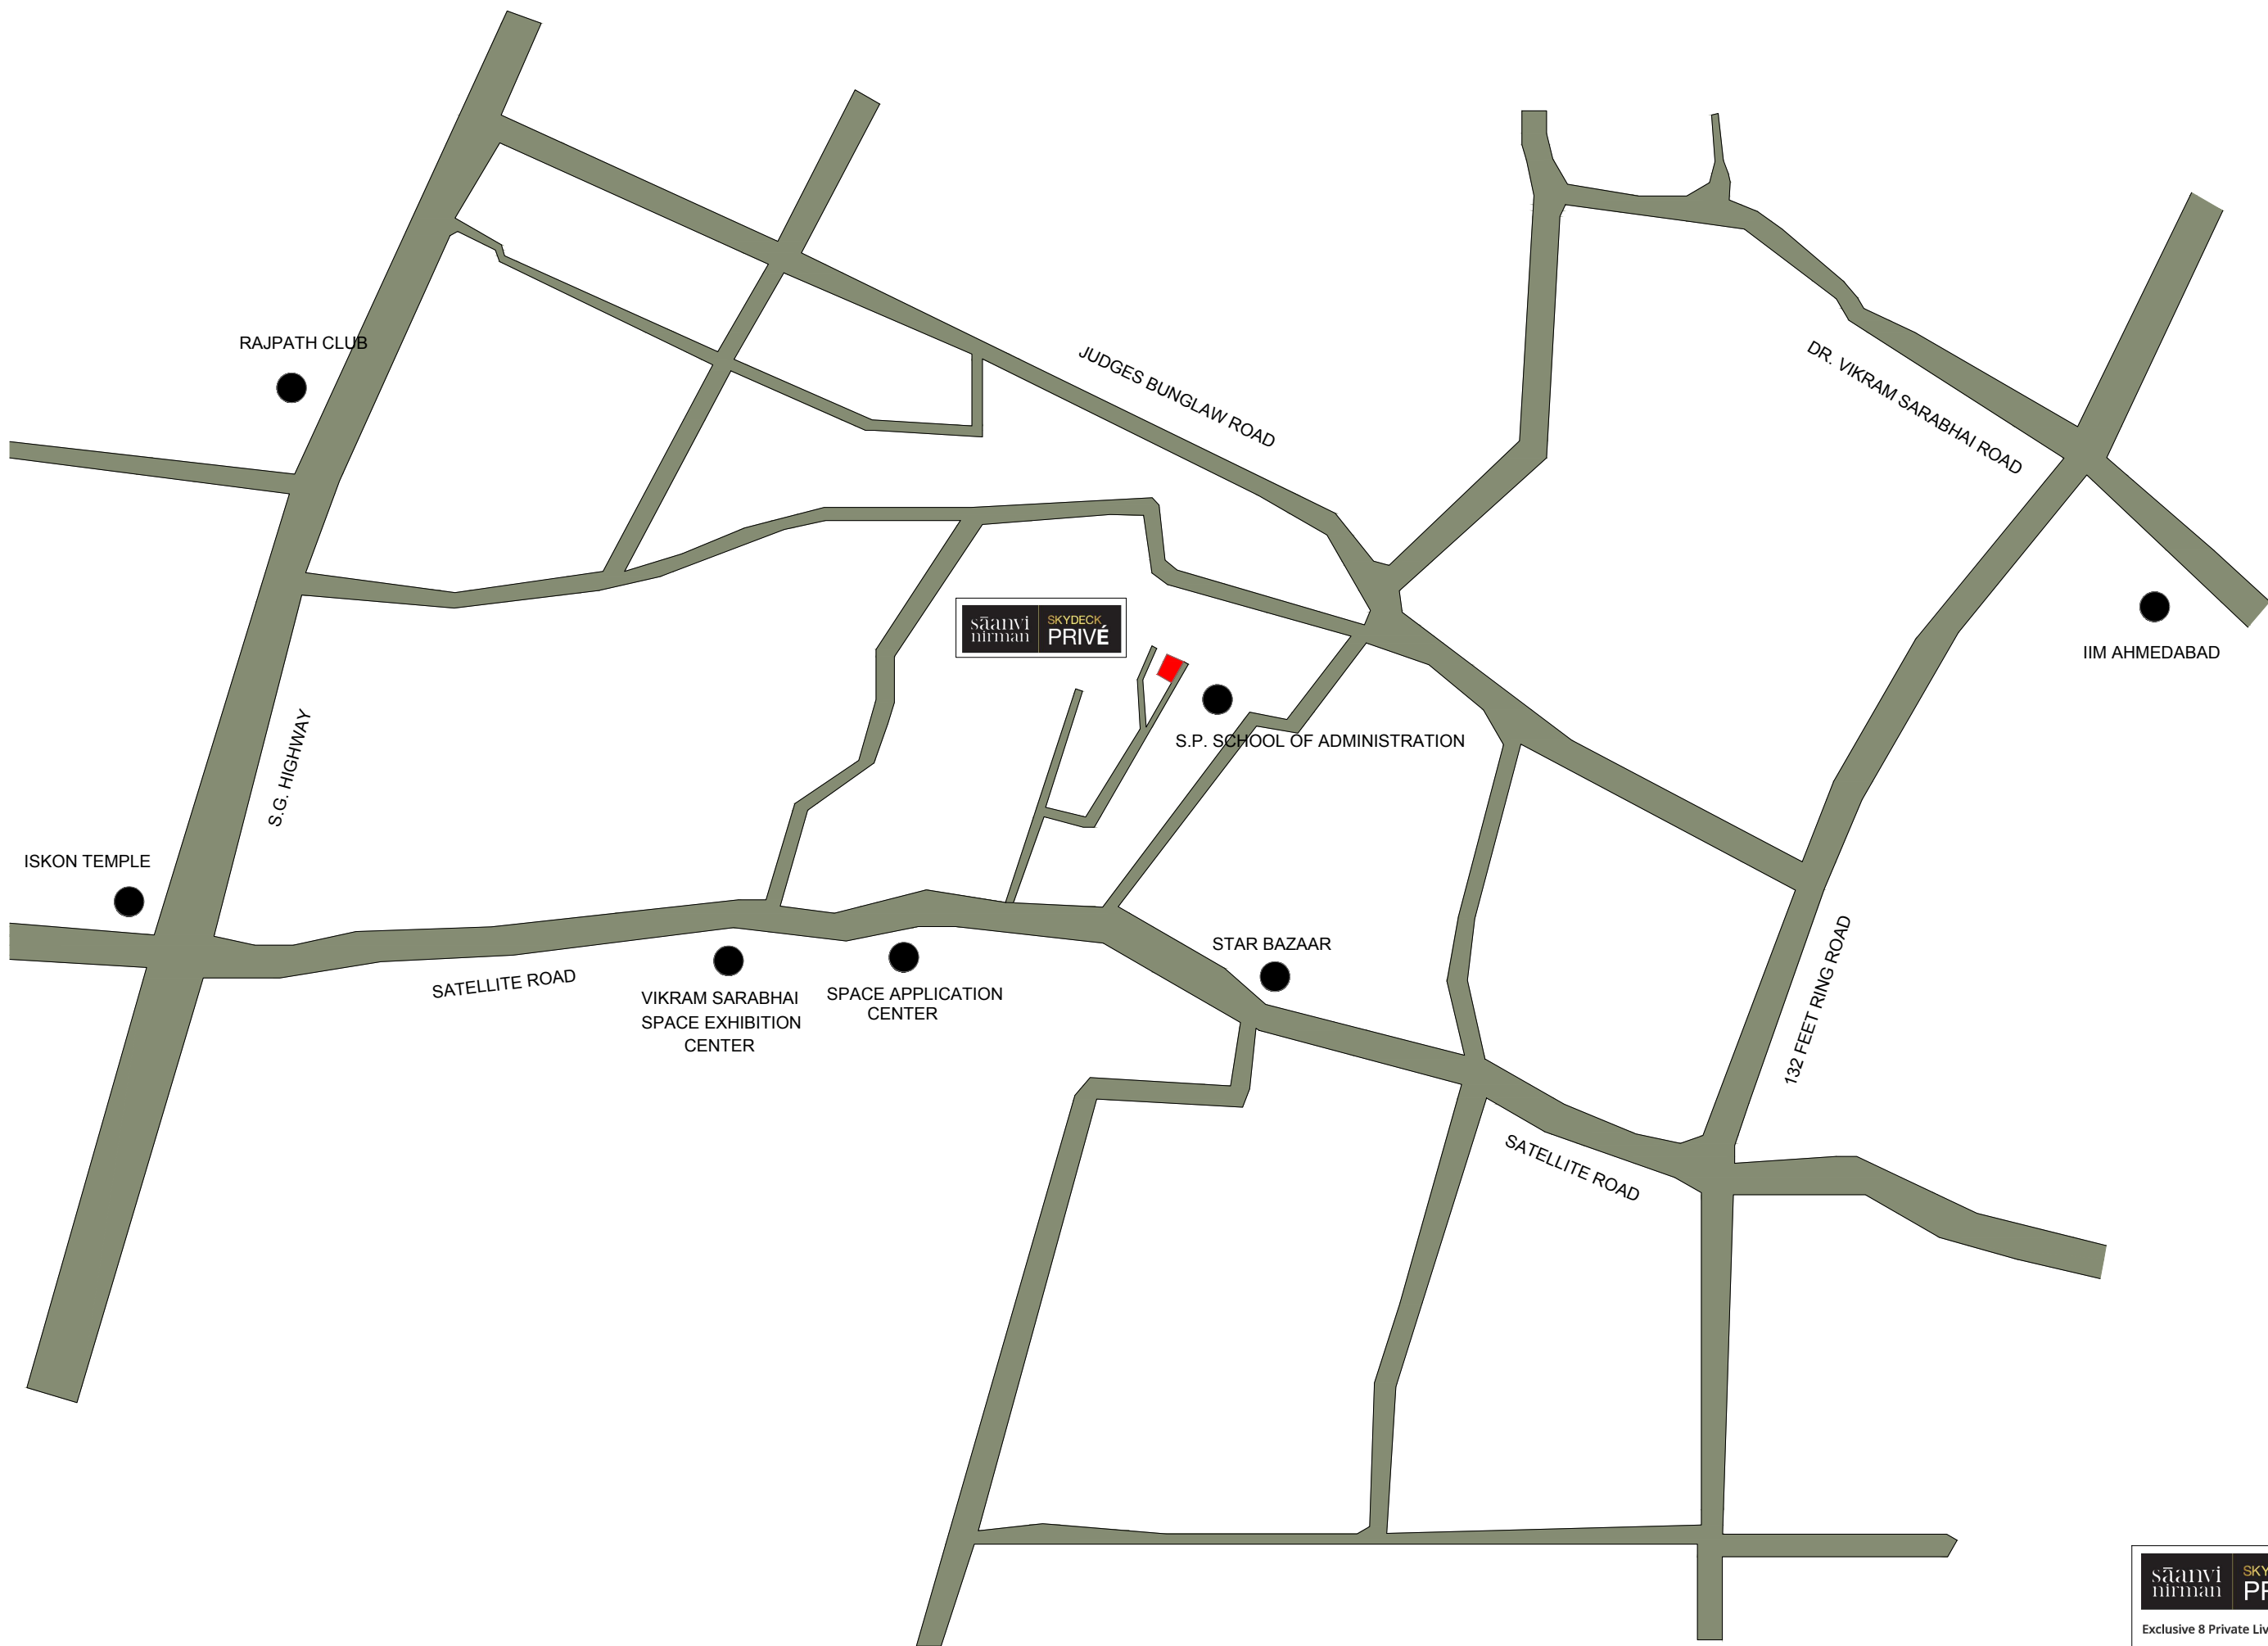 RAJPATH CLUB
JUDGES BUNGLAW ROAD
DR. VIKRAM SARABHAI ROAD
sāanvi
nirman
SKYDECK
PRIVÉ
IIM AHMEDABAD
S.P. SCHOOL OF ADMINISTRATION
S.G. HIGHWAY
ISKON TEMPLE
STAR BAZAAR
132 FEET RING ROAD
SATELLITE ROAD
VIKRAM SARABHAI
SPACE EXHIBITION
CENTER
SPACE APPLICATION
CENTER
SATELLITE ROAD
sāanvi
nirman
Exclusive 8 Private